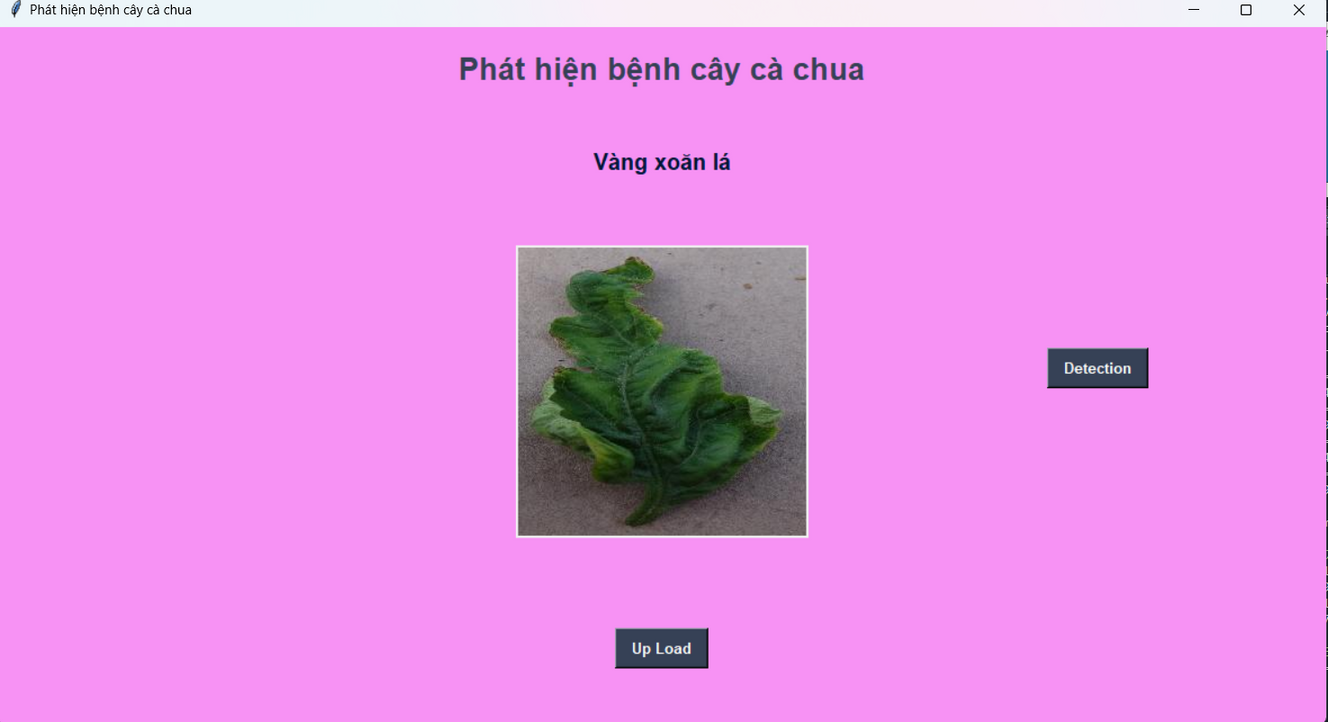 Phát hiện bệnh cây cà chua
Phát hiện bệnh cây cà chua
Vàng xoăn lá
Detection
Up Load